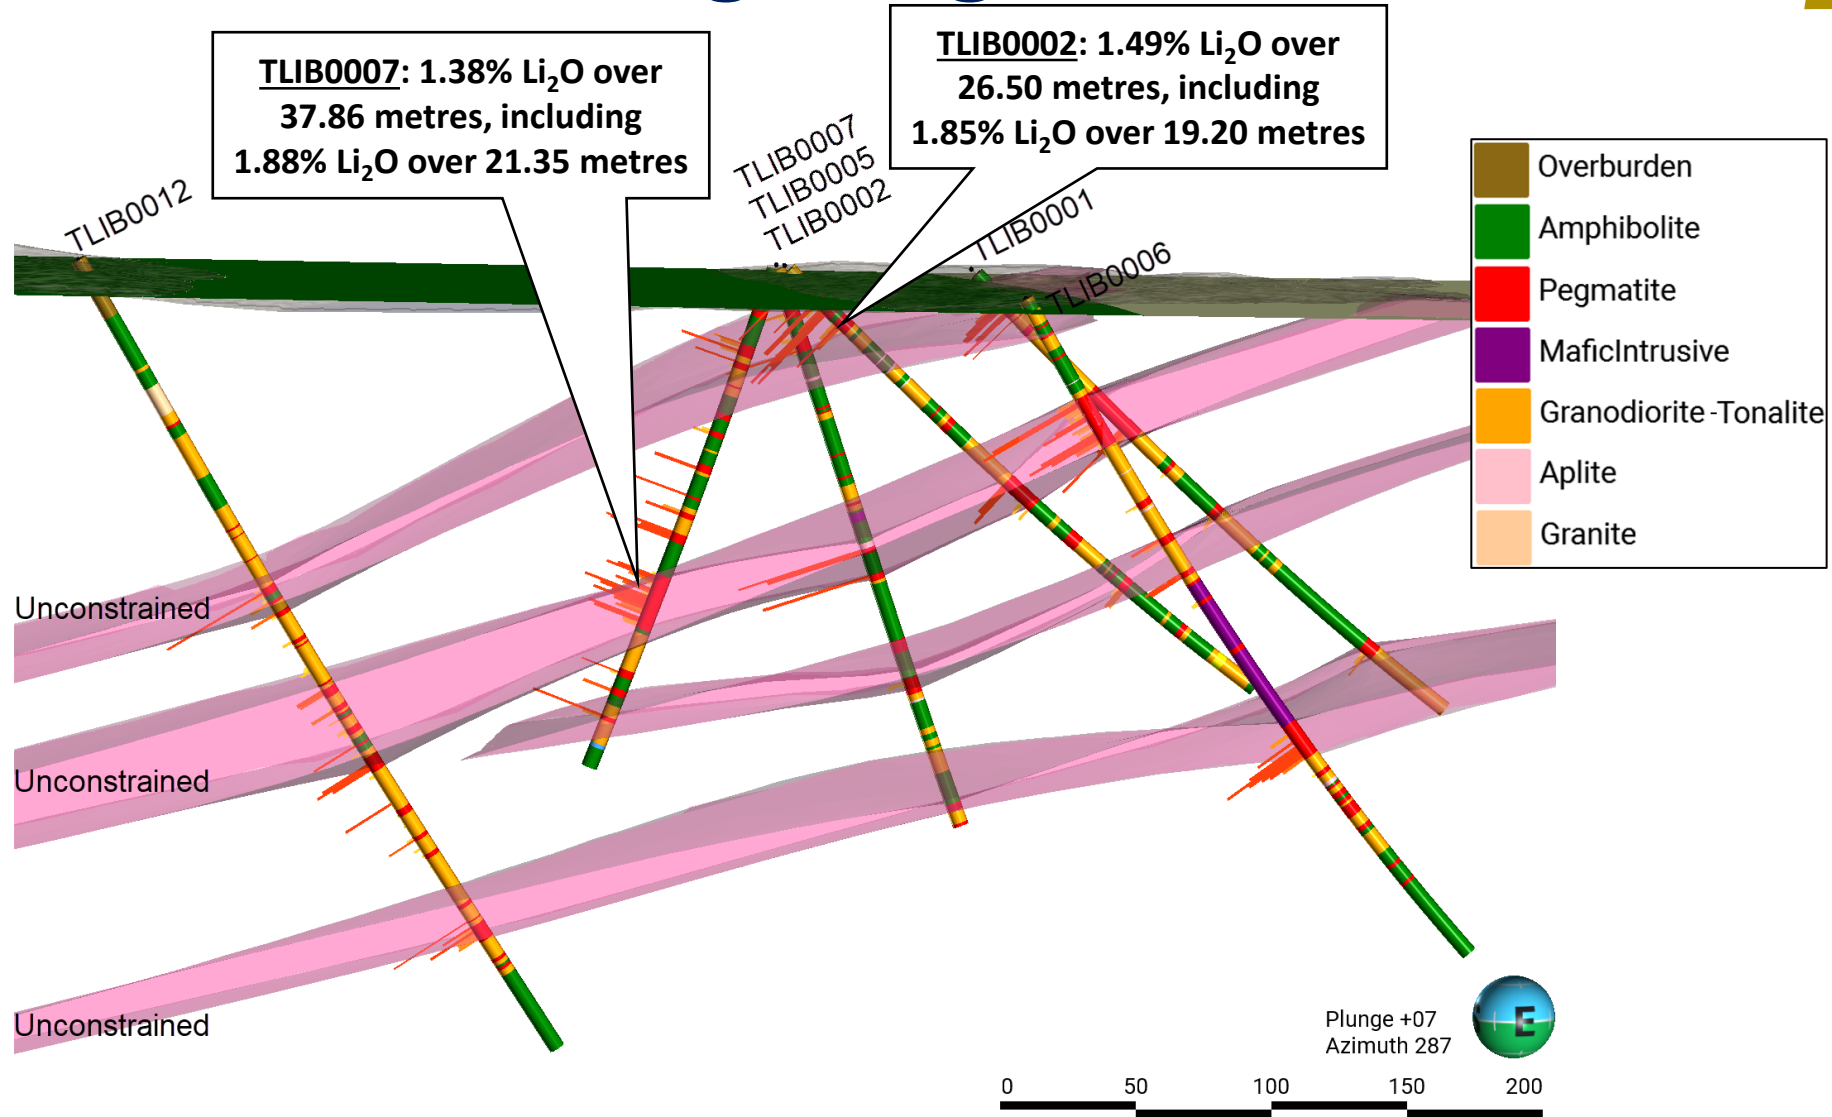 TLIB0007: 1.38% Li₂O over
37.86 metres, including
1.88% Li₂O over 21.35 metres
TLIB0002: 1.49% Li₂O over
26.50 metres, including
1.85% Li₂O over 19.20 metres
TLIB0012
TLIB0007
TLIB0005
TLIB0002
TLIB0001
TLIB0006
Overburden
Amphibolite
Pegmatite
MaficIntrusive
Granodiorite -Tonalite
Aplite
Granite
Unconstrained
Unconstrained
Unconstrained
Plunge +07
Azimuth 287
E
0 50 100 150 200